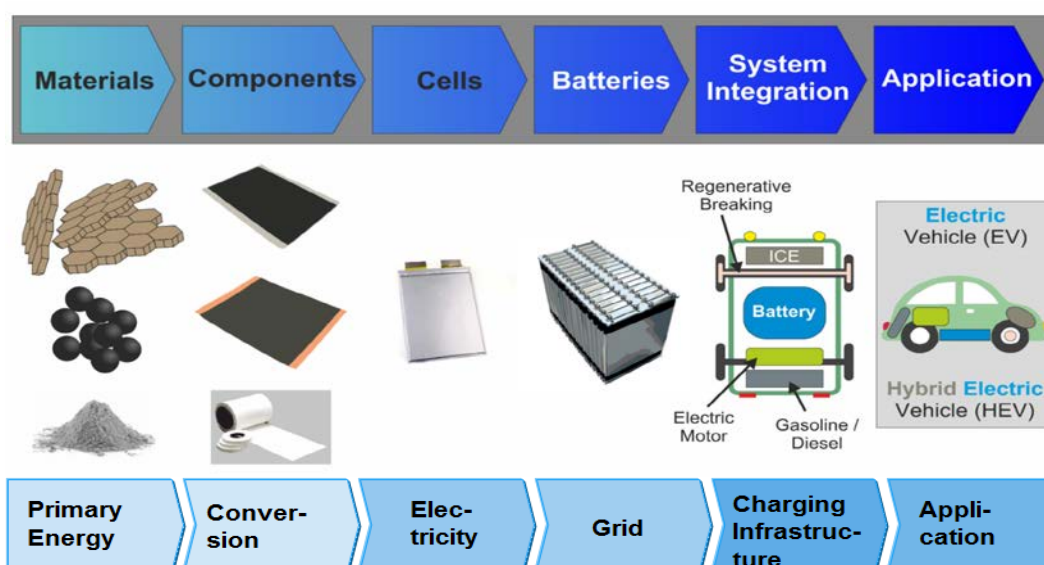 Materials
Components
Cells
Batteries
System
Integration
Application
Regenerative
Breaking
ICE
Battery
Electric
Motor
Gasoline /
Diesel
Electric
Vehicle (EV)
Hybrid Electric
Vehicle (HEV)
Primary
Energy
Conver-
sion
Elec-
tricity
Grid
Charging
Infrastruc-
ture
Appli-
cation